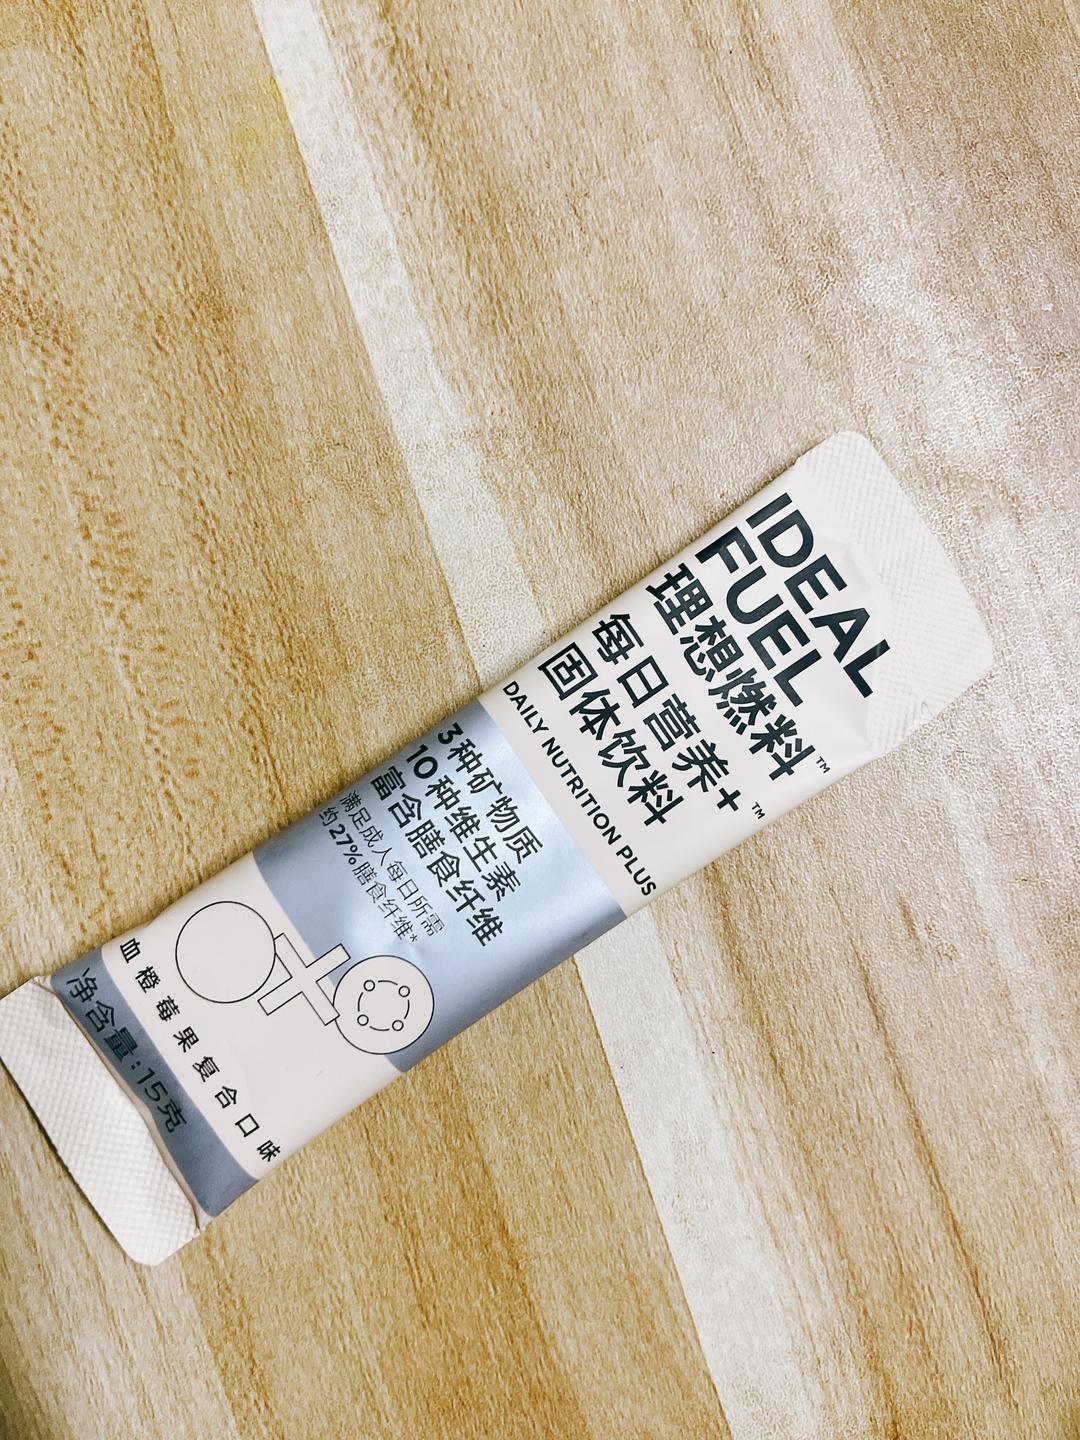 IDEAL
FUEL
理想燃料™
每日营养+™
固体饮料
DAILY NUTRITION PLUS
3种矿物质
10种维生素
富含膳食纤维
满足成人每日所需
约27%膳食纤维*
血橙莓果复合口味
净含量:15克